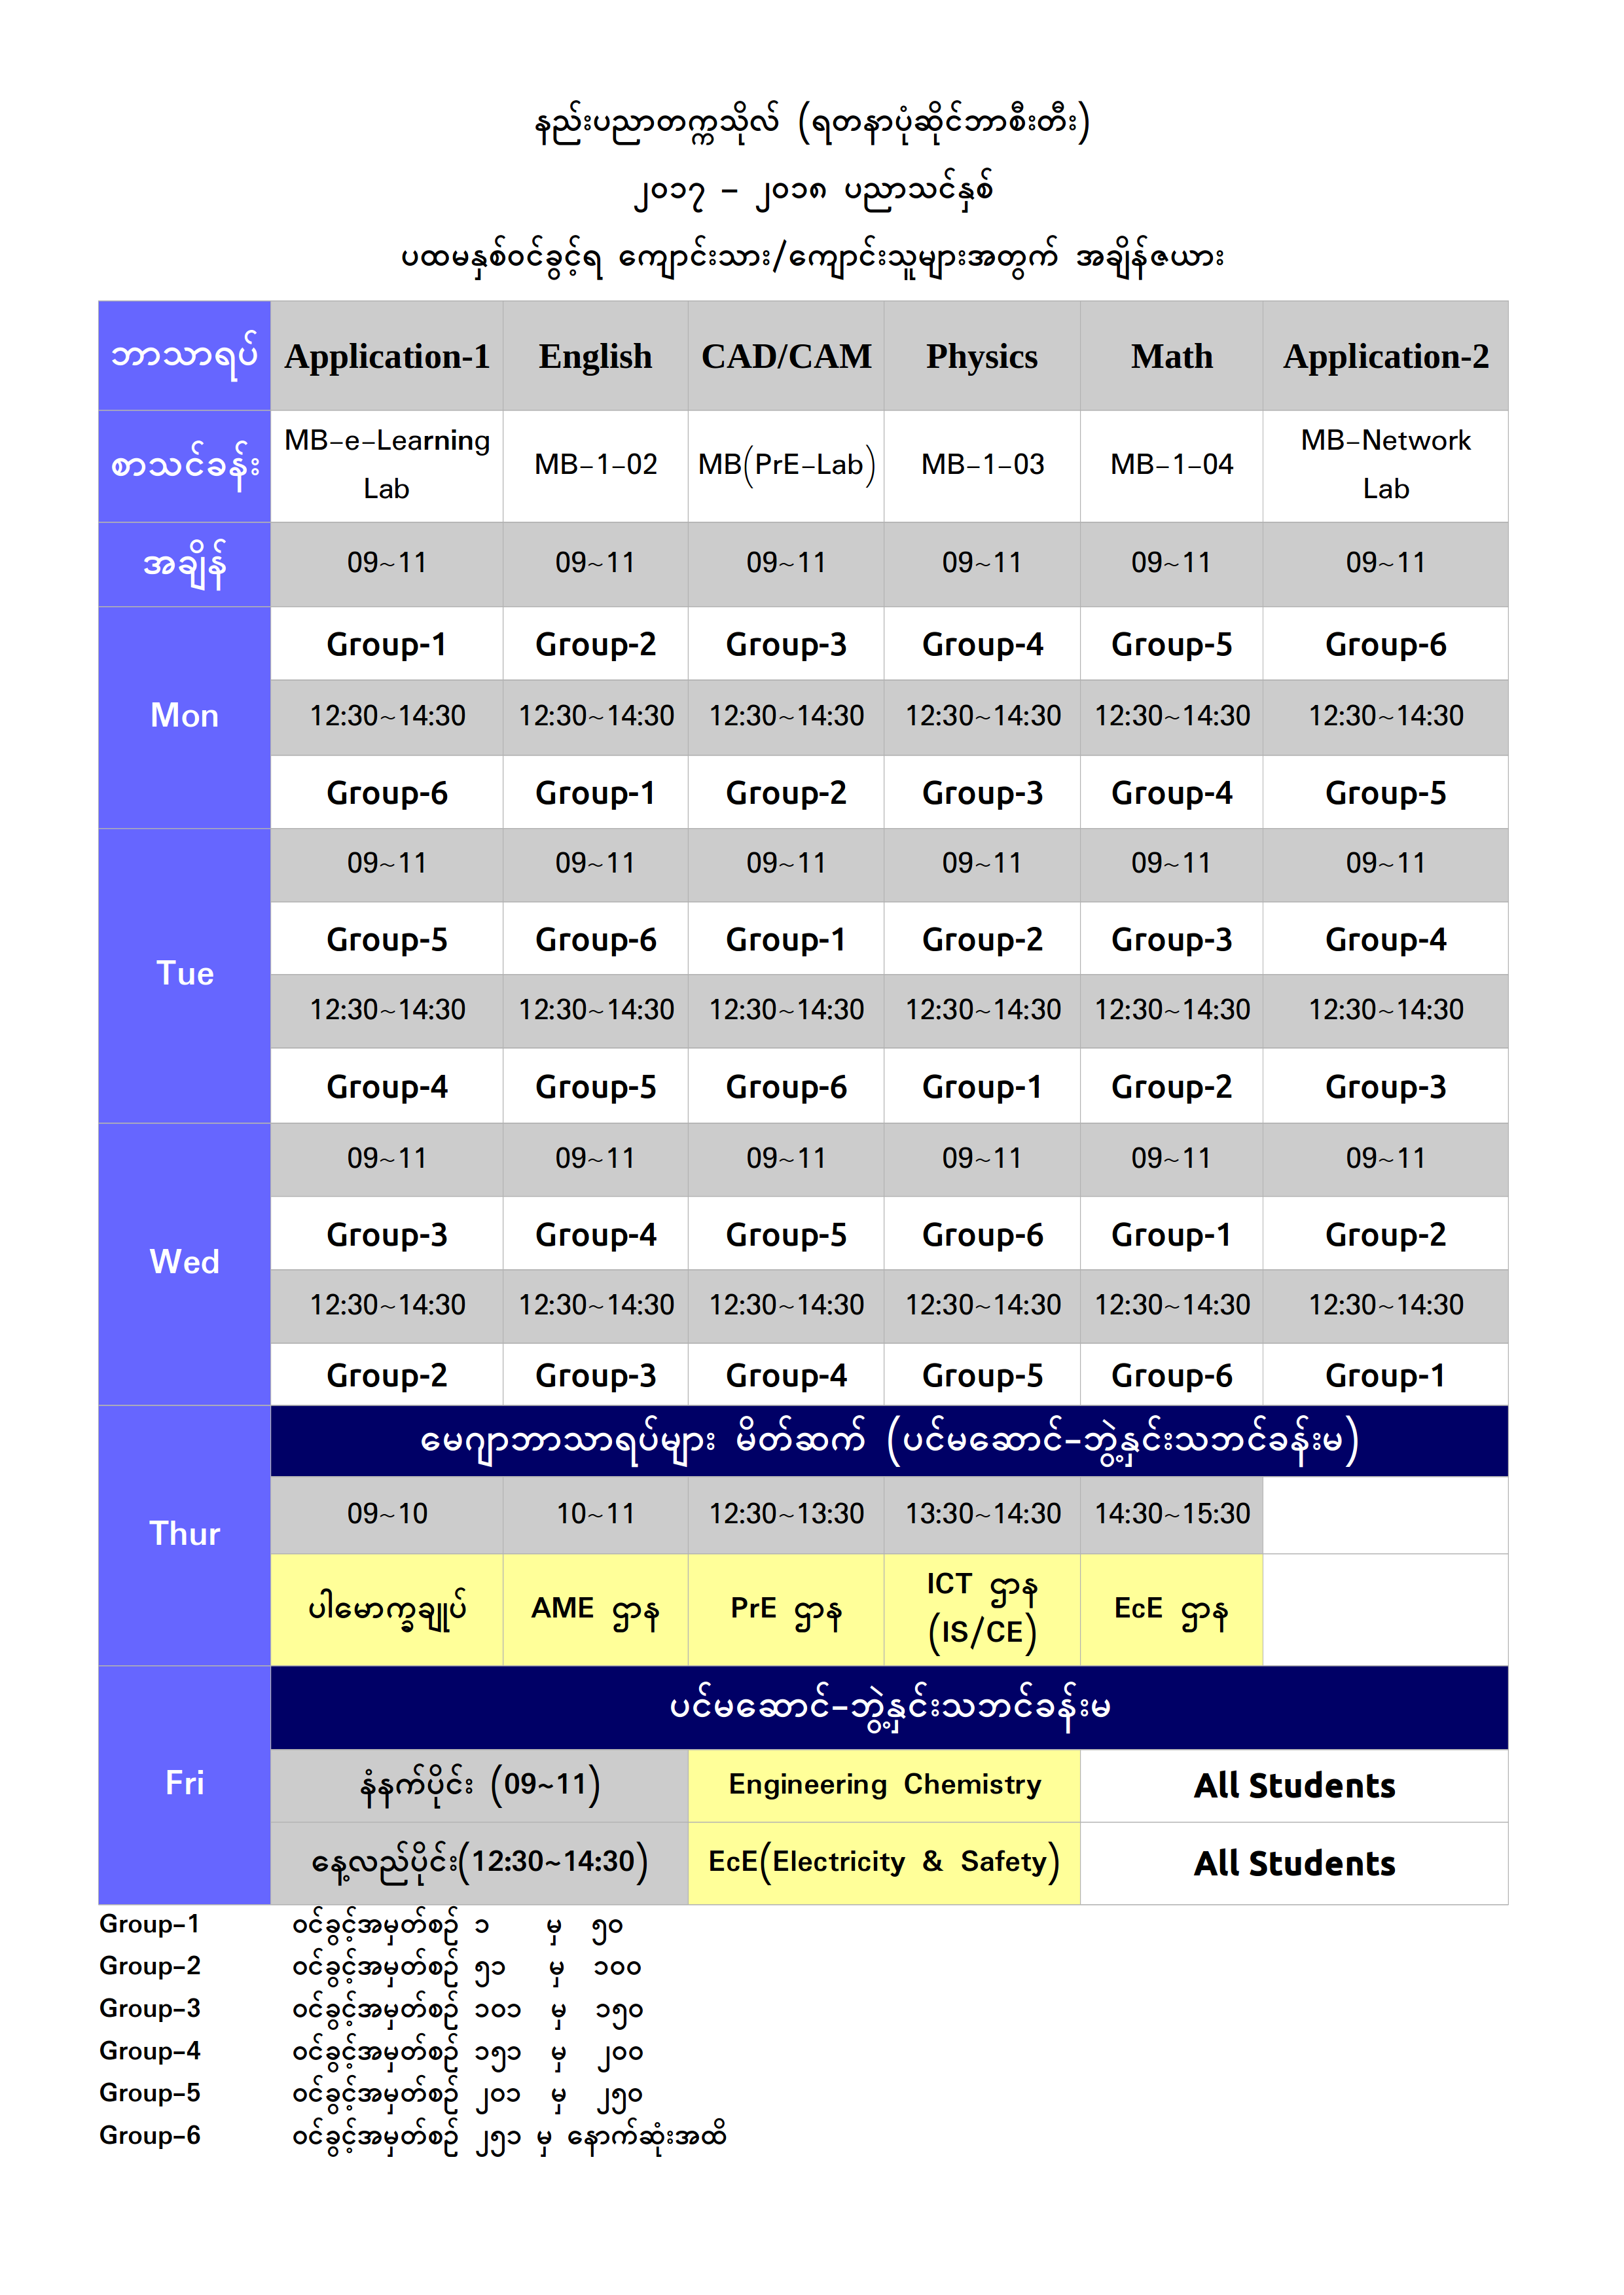 နည်းပညာတက္ကသိုလ် (ရတနာပုံဆိုင်ဘာစီးတီး)
၂၀၁၇ – ၂၀၁၈ ပညာသင်နှစ်
ပထမနှစ်ဝင်ခွင့်ရ ကျောင်းသား/ကျောင်းသူများအတွက် အချိန်ဇယား
ဘာသာရပ် Application-1 English CAD/CAM Physics Math Application-2
စာသင်ခန်း MB-e-Learning Lab MB-1-02 MB(PrE-Lab) MB-1-03 MB-1-04 MB-Network Lab
အချိန် 09~11 09~11 09~11 09~11 09~11 09~11
Mon
Group-1 Group-2 Group-3 Group-4 Group-5 Group-6
12:30~14:30 12:30~14:30 12:30~14:30 12:30~14:30 12:30~14:30 12:30~14:30
Group-6 Group-1 Group-2 Group-3 Group-4 Group-5
Tue
09~11 09~11 09~11 09~11 09~11 09~11
Group-5 Group-6 Group-1 Group-2 Group-3 Group-4
12:30~14:30 12:30~14:30 12:30~14:30 12:30~14:30 12:30~14:30 12:30~14:30
Group-4 Group-5 Group-6 Group-1 Group-2 Group-3
Wed
09~11 09~11 09~11 09~11 09~11 09~11
Group-3 Group-4 Group-5 Group-6 Group-1 Group-2
12:30~14:30 12:30~14:30 12:30~14:30 12:30~14:30 12:30~14:30 12:30~14:30
Group-2 Group-3 Group-4 Group-5 Group-6 Group-1
Thur
မေဂျာဘာသာရပ်များ မိတ်ဆက် (ပင်မဆောင်-ဘွဲ့နှင်းသဘင်ခန်းမ)
09~10 10~11 12:30~13:30 13:30~14:30 14:30~15:30
ပါမောက္ခချုပ် AME ဌာန PrE ဌာန ICT ဌာန (IS/CE) EcE ဌာန
Fri
ပင်မဆောင်-ဘွဲ့နှင်းသဘင်ခန်းမ
နံနက်ပိုင်း (09~11) Engineering Chemistry All Students
နေ့လည်ပိုင်း(12:30~14:30) EcE(Electricity & Safety) All Students
Group-1 ဝင်ခွင့်အမှတ်စဉ် ၁ မှ ၅၀
Group-2 ဝင်ခွင့်အမှတ်စဉ် ၅၁ မှ ၁၀၀
Group-3 ဝင်ခွင့်အမှတ်စဉ် ၁၀၁ မှ ၁၅၀
Group-4 ဝင်ခွင့်အမှတ်စဉ် ၁၅၁ မှ ၂၀၀
Group-5 ဝင်ခွင့်အမှတ်စဉ် ၂၀၁ မှ ၂၅၀
Group-6 ဝင်ခွင့်အမှတ်စဉ် ၂၅၁ မှ နောက်ဆုံးအထိ